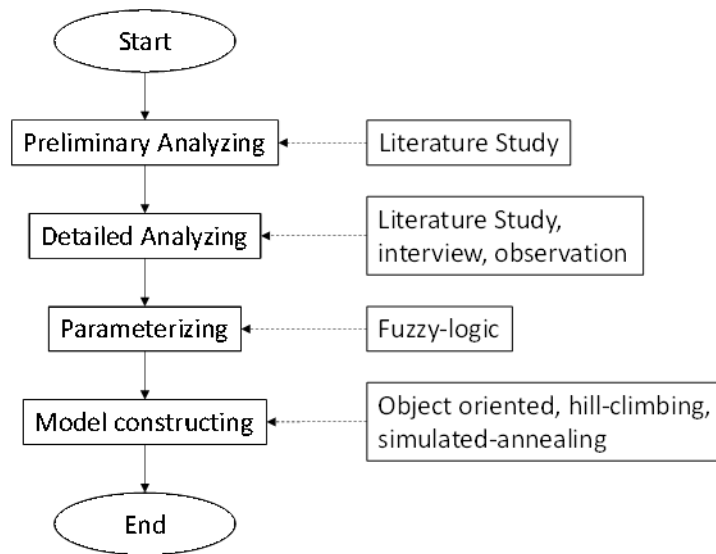 Start
Preliminary Analyzing
Literature Study
Detailed Analyzing
Literature Study,
interview, observation
Parameterizing
Fuzzy-logic
Model constructing
Object oriented, hill-climbing,
simulated-annealing
End